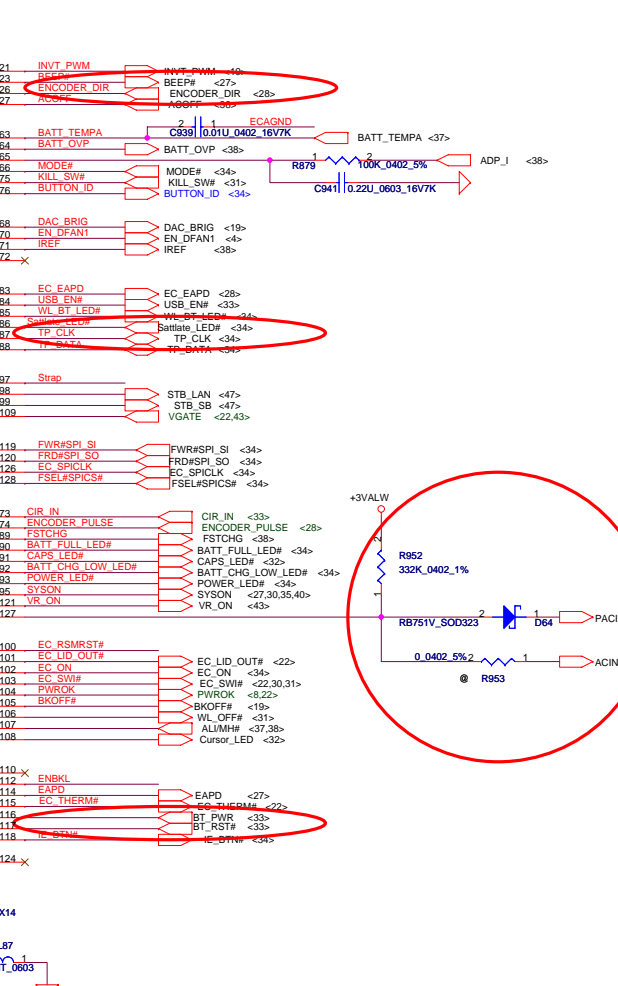 21 INVT_PWM INVT_PWM <19>
23 BEEP# BEEP# <27>
26 ENCODER_DIR ENCODER_DIR <28>
27 ACOFF ACOFF
2 1 ECAGND
C939 0.01U_0402_16V7K
63 BATT_TEMPA BATT_TEMPA <37>
64 BATT_OVP BATT_OVP <38>
65 1 2 ADP_I <38>
R879 100K_0402_5%
66 MODE# MODE# <34>
75 KILL_SW# KILL_SW# <31>
76 BUTTON_ID BUTTON_ID <34>
C941 0.22U_0603_16V7K
68 DAC_BRIG DAC_BRIG <19>
70 EN_DFAN1 EN_DFAN1 <4>
71 IREF IREF <38>
72
83 EC_EAPD EC_EAPD <28>
84 USB_EN# USB_EN# <33>
85 WL_BT_LED# WL_BT_LED# <34>
86 Sattlate_LED# Sattlate_LED# <34>
87 TP_CLK TP_CLK <34>
88 TP_DATA TP_DATA <34>
97 Strap
98 STB_LAN <47>
99 STB_SB <47>
109 VGATE <22,43>
119 FWR#SPI_SI FWR#SPI_SI <34>
120 FRD#SPI_SO FRD#SPI_SO <34>
126 EC_SPICLK EC_SPICLK <34>
128 FSEL#SPICS# FSEL#SPICS# <34>
+3VALW
73 CIR_IN CIR_IN <33>
74 ENCODER_PULSE ENCODER_PULSE <28>
89 FSTCHG FSTCHG <38>
90 BATT_FULL_LED# BATT_FULL_LED# <34>
91 CAPS_LED# CAPS_LED# <32>
92 BATT_CHG_LOW_LED# BATT_CHG_LOW_LED# <34>
93 POWER_LED# POWER_LED# <34>
95 SYSON SYSON <27,30,35,40>
121 VR_ON VR_ON <43>
127
2
R952
332K_0402_1%
1
2 1 PACI
RB751V_SOD323 D64
0_0402_5% 2 1 ACIN
@ R953
100 EC_RSMRST#
101 EC_LID_OUT# EC_LID_OUT# <22>
102 EC_ON EC_ON <34>
103 EC_SWI# EC_SWI# <22,30,31>
104 PWROK PWROK <8,22>
105 BKOFF# BKOFF# <19>
106 WL_OFF# <31>
107 ALI/MH# <37,38>
108 Cursor_LED <32>
110
112 ENBKL
114 EAPD EAPD <27>
115 EC_THERM# EC_THERM# <22>
116 BT_PWR <33>
117 BT_RST# <33>
118 IE_BTN# IE_BTN# <34>
124
X14
L87
1
T_0603